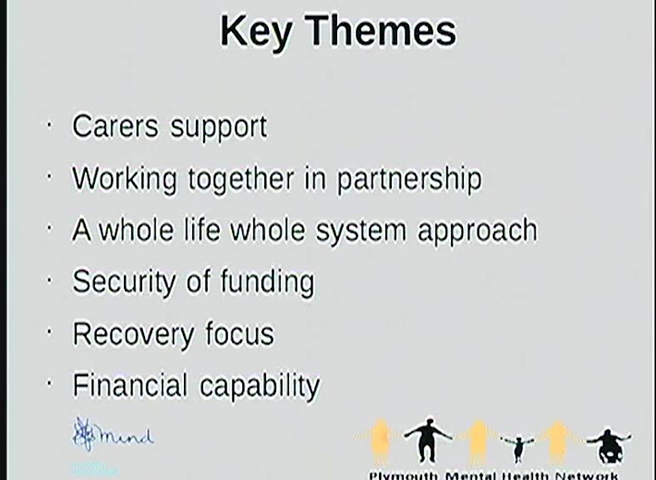 Key Themes
· Carers support
· Working together in partnership
· A whole life whole system approach
· Security of funding
· Recovery focus
· Financial capability
mind
Plymouth Mental Health Network